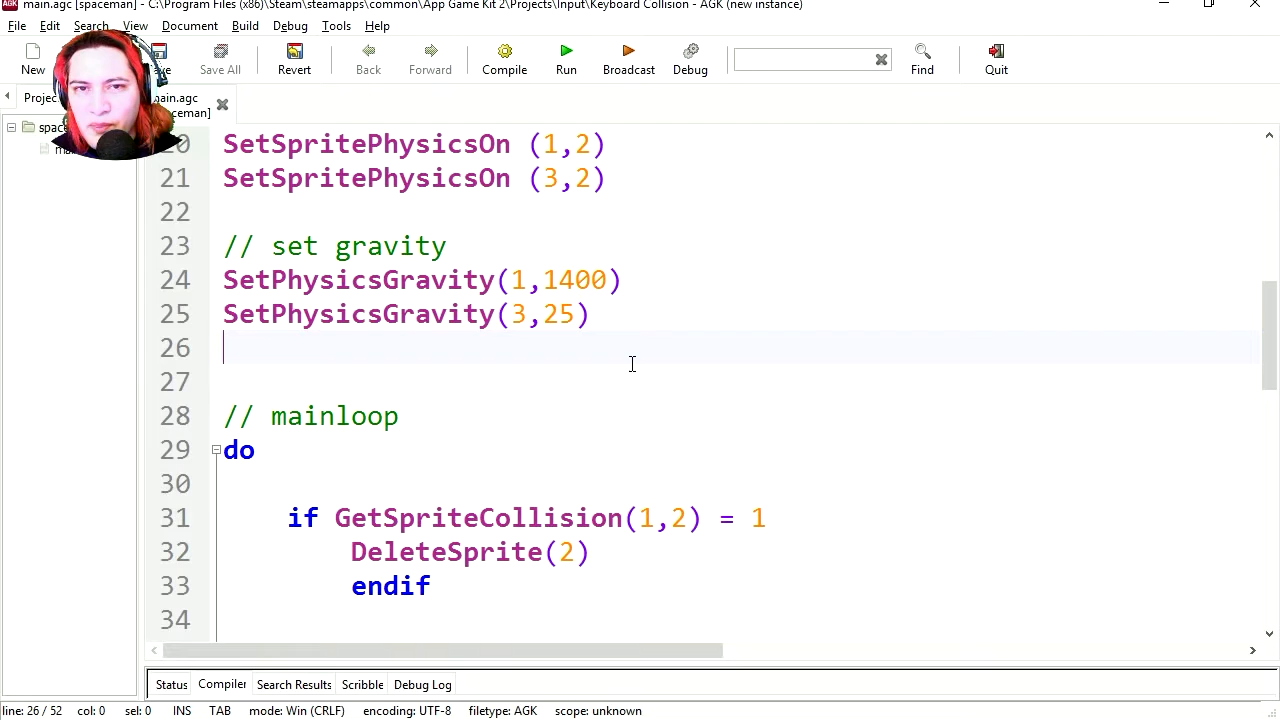 main.agc [spaceman] - C:\Program Files (x86)\Steam\steamapps\common\App Game Kit 2\Projects\Input\Keyboard Collision - AGK (new instance)
File Edit Search View Document Build Debug Tools Help
New Save All Revert Back Forward Compile Run Broadcast Debug Find Quit
main.agc
20 SetSpritePhysicsOn (1,2)
21 SetSpritePhysicsOn (3,2)
22
23 // set gravity
24 SetPhysicsGravity(1,1400)
25 SetPhysicsGravity(3,25)
26
27
28 // mainloop
29 do
30
31 if GetSpriteCollision(1,2) = 1
32 DeleteSprite(2)
33 endif
34
Status Compiler Search Results Scribble Debug Log
line: 26 / 52 col: 0 sel: 0 INS TAB mode: Win (CRLF) encoding: UTF-8 filetype: AGK scope: unknown